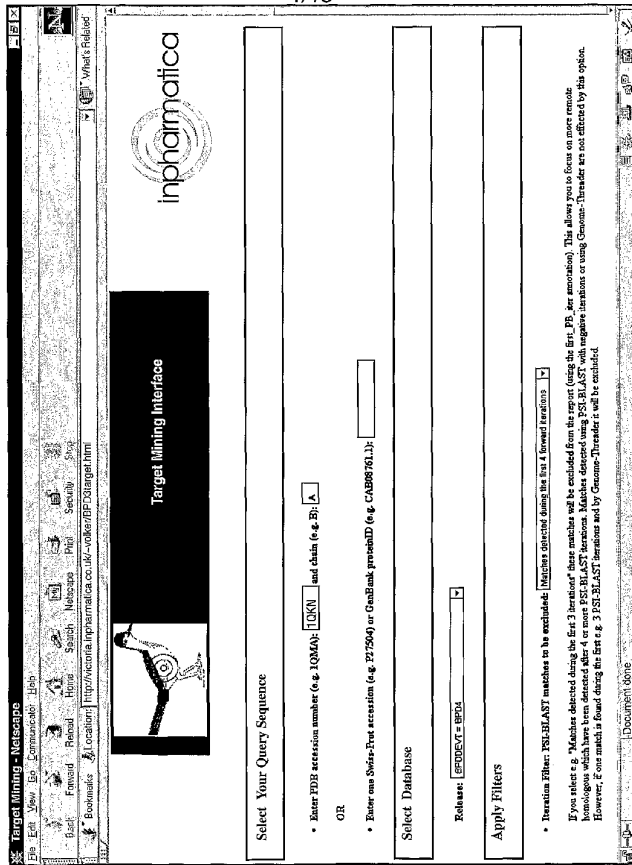 Target Mining - Netscape
File Edit View Go Communicator Help
Back Forward Reload Home Search Netscape Print Security Stop
Bookmarks Location: http://victoria.inpharmatica.co.uk/~volker/BPD3target.html What's Related
Target Mining Interface
inpharmatica
Select Your Query Sequence
• Enter PDB accession number (e.g. 1QMA): 1QKN and chain (e.g. B): A
OR
• Enter one Swiss-Prot accession (e.g. P27504) or GenBank proteinID (e.g. CAB08761.1):
Select Database
Release: BPDDEVT = BPD4
Apply Filters
• Iteration Filter: PSI-BLAST matches to be excluded: Matches detected during the first 4 forward iterations
If you select e.g. "Matches detected during the first 3 iterations" these matches will be excluded from the report (using the first_PB_iter annotation). This allows you to focus on more remote
homologous which have been detected after 4 or more PSI-BLAST iterations. Matches detected using PSI-BLAST with negative iterations or using Genome-Threader are not effected by this option.
However, if one match is found during the first e.g. 3 PSI-BLAST iterations and by Genome-Threader it will be excluded.
Document done